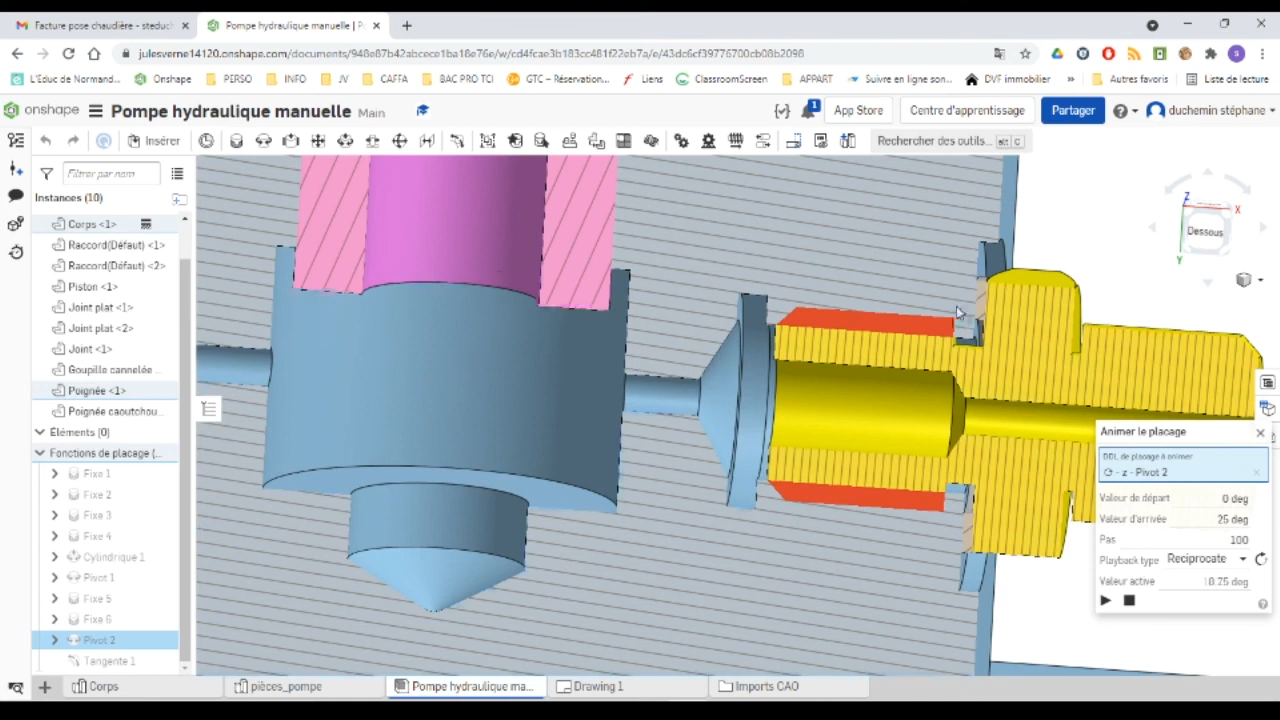 Facture pose chaudière - steduch
Pompe hydraulique manuelle | P
julesverne14120.onshape.com/documents/948e87b42abcece1ba18e76e/w/cd4fcae3b183cc481f22eb7a/e/43dc6cf39776700cb08b2098
L'Éduc de Normand... Onshape PERSO INFO JV CAFFA BAC PRO TCI GTC – Réservation... Liens ClassroomScreen APPART Suivre en ligne son... DVF immobilier » Autres favoris Liste de lecture
onshape Pompe hydraulique manuelle Main 1 App Store Centre d'apprentissage Partager duchemin stéphane
Insérer Rechercher des outils... alt C
Filtrer par nom
Instances (10)
Corps <1>
Raccord(Défaut) <1>
Raccord(Défaut) <2>
Piston <1>
Joint plat <1>
Joint plat <2>
Joint <1>
Goupille cannelée ...
Poignée <1>
Poignée caoutchou...
Éléments (0)
Fonctions de placage (...
Fixe 1
Fixe 2
Fixe 3
Fixe 4
Cylindrique 1
Pivot 1
Fixe 5
Fixe 6
Pivot 2
Tangente 1
Z
X
Dessous
Y
Animer le placage
DDL de placage à animer
- z - Pivot 2
Valeur de départ 0 deg
Valeur d'arrivée 25 deg
Pas 100
Playback type Reciprocate
Valeur active 18.75 deg
Corps pièces_pompe Pompe hydraulique ma... Drawing 1 Imports CAO